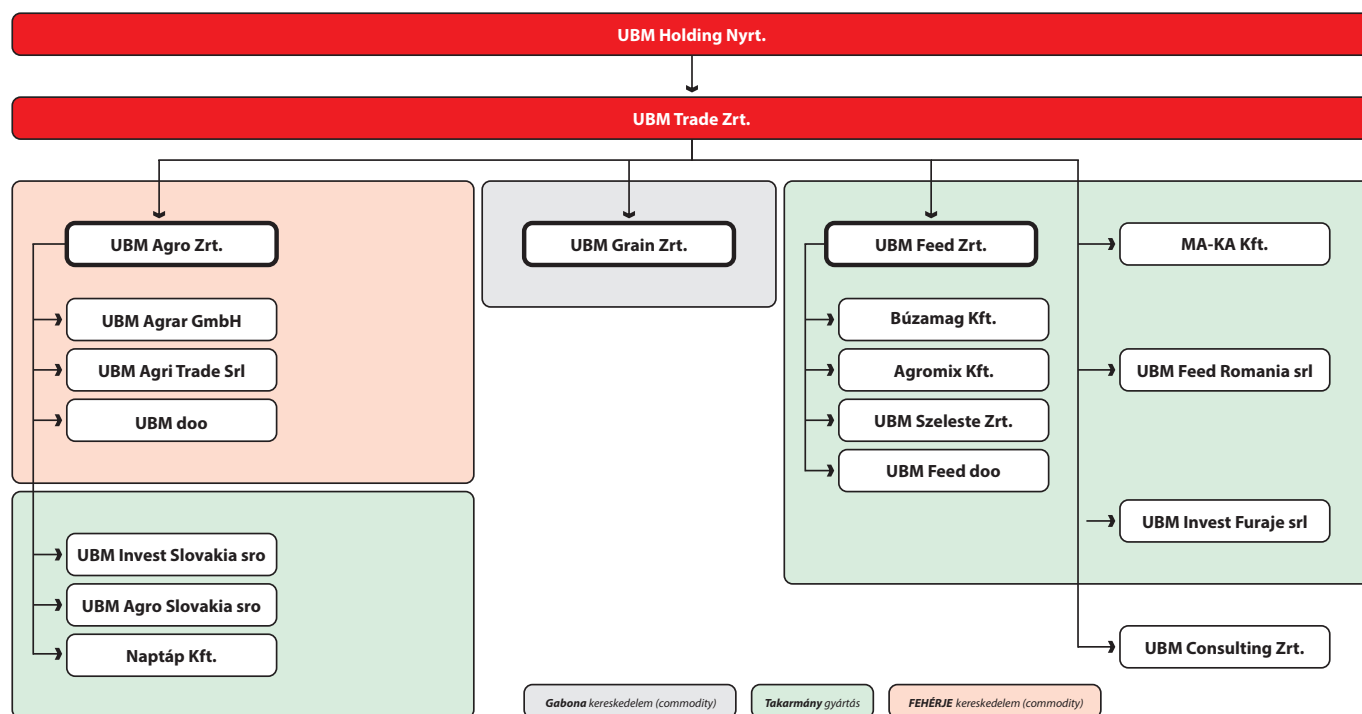 UBM Holding Nyrt.
UBM Trade Zrt.
UBM Agro Zrt.
UBM Agrar GmbH
UBM Agri Trade Srl
UBM doo
UBM Invest Slovakia sro
UBM Agro Slovakia sro
Naptáp Kft.
UBM Grain Zrt.
UBM Feed Zrt.
Búzamag Kft.
Agromix Kft.
UBM Szeleste Zrt.
UBM Feed doo
MA-KA Kft.
UBM Feed Romania srl
UBM Invest Furaje srl
UBM Consulting Zrt.
Gabona kereskedelem (commodity)
Takarmány gyártás
FEHÉRJE kereskedelem (commodity)